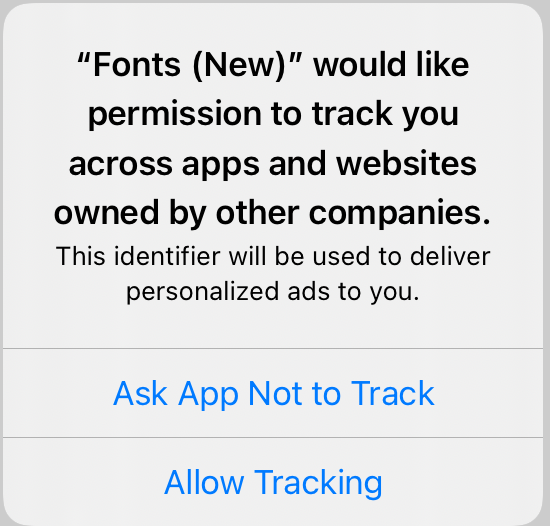 “Fonts (New)” would like
permission to track you
across apps and websites
owned by other companies.
This identifier will be used to deliver
personalized ads to you.
Ask App Not to Track
Allow Tracking